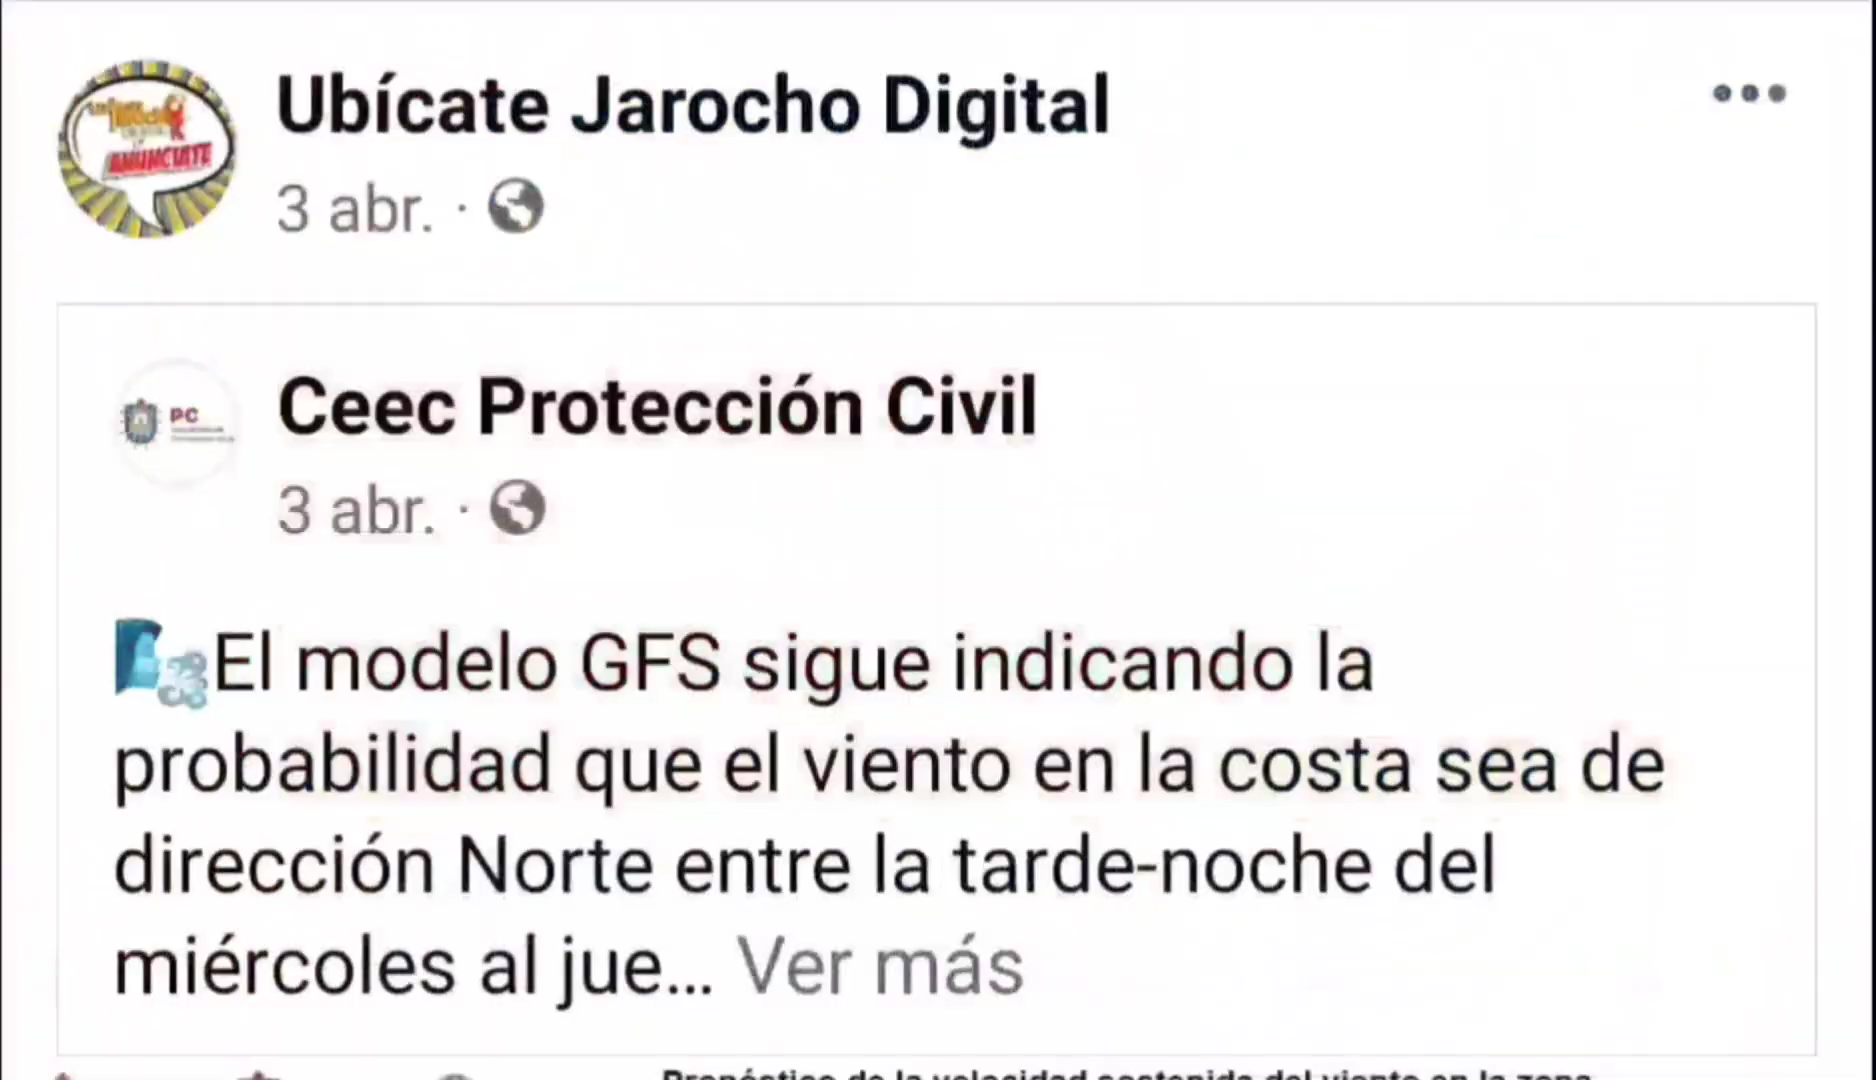 Ubícate Jarocho Digital
ANUNCIATE
3 abr. ·
Ceec Protección Civil
PC
3 abr. ·
El modelo GFS sigue indicando la
probabilidad que el viento en la costa sea de
dirección Norte entre la tarde-noche del
miércoles al jue... Ver más
Pronóstico de la velocidad sostenida del viento en la zona